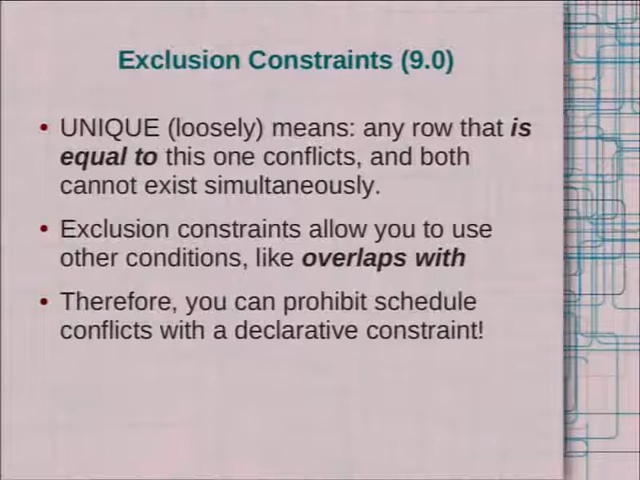 Exclusion Constraints (9.0)
• UNIQUE (loosely) means: any row that is
equal to this one conflicts, and both
cannot exist simultaneously.
• Exclusion constraints allow you to use
other conditions, like overlaps with
• Therefore, you can prohibit schedule
conflicts with a declarative constraint!